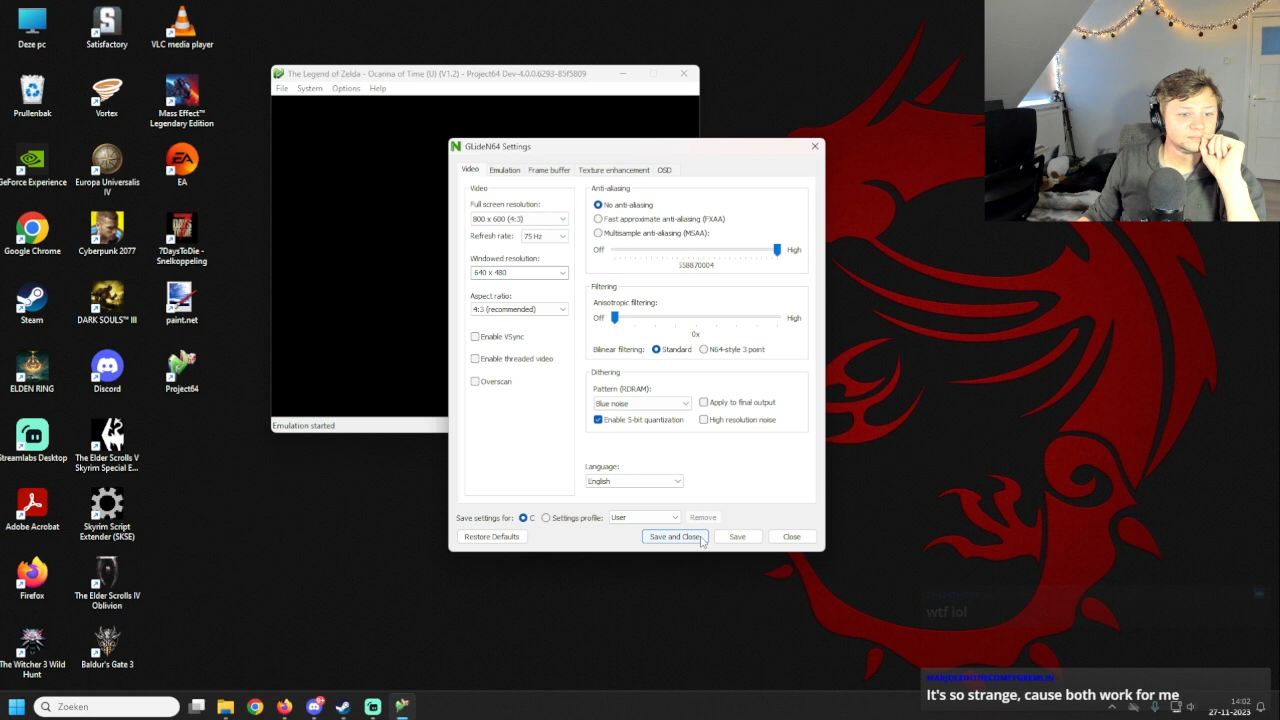 Deze pc
Satisfactory
VLC media player
Prullenbak
Vortex
Mass Effect™
Legendary Edition
GeForce Experience
Europa Universalis
IV
EA
Google Chrome
Cyberpunk 2077
7DaysToDie -
Snelkoppeling
Steam
DARK SOULS™ III
paint.net
ELDEN RING
Discord
Project64
Streamlabs Desktop
The Elder Scrolls V
Skyrim Special E...
Adobe Acrobat
Skyrim Script
Extender (SKSE)
Firefox
The Elder Scrolls IV
Oblivion
The Witcher 3 Wild
Hunt
Baldur's Gate 3
The Legend of Zelda - Ocarina of Time (U) (V1.2) - Project64 Dev-4.0.0.6293-85f5809
File System Options Help
Emulation started
GLideN64 Settings
Video Emulation Frame buffer Texture enhancement OSD
Video
Full screen resolution:
800 x 600 (4:3)
Refresh rate: 75 Hz
Windowed resolution:
640 x 480
Aspect ratio:
4:3 (recommended)
Enable VSync
Enable threaded video
Overscan
Anti-aliasing
No anti-aliasing
Fast approximate anti-aliasing (FXAA)
Multisample anti-aliasing (MSAA):
Off High
558870004
Filtering
Anisotropic filtering:
Off High
0x
Bilinear filtering: Standard N64-style 3 point
Dithering
Pattern (RDRAM):
Blue noise Apply to final output
Enable 5-bit quantization High resolution noise
Language:
English
Save settings for: C Settings profile: User Remove
Restore Defaults Save and Close Save Close
wtf lol
It's so strange, cause both work for me
Zoeken
14:02
27-11-2023